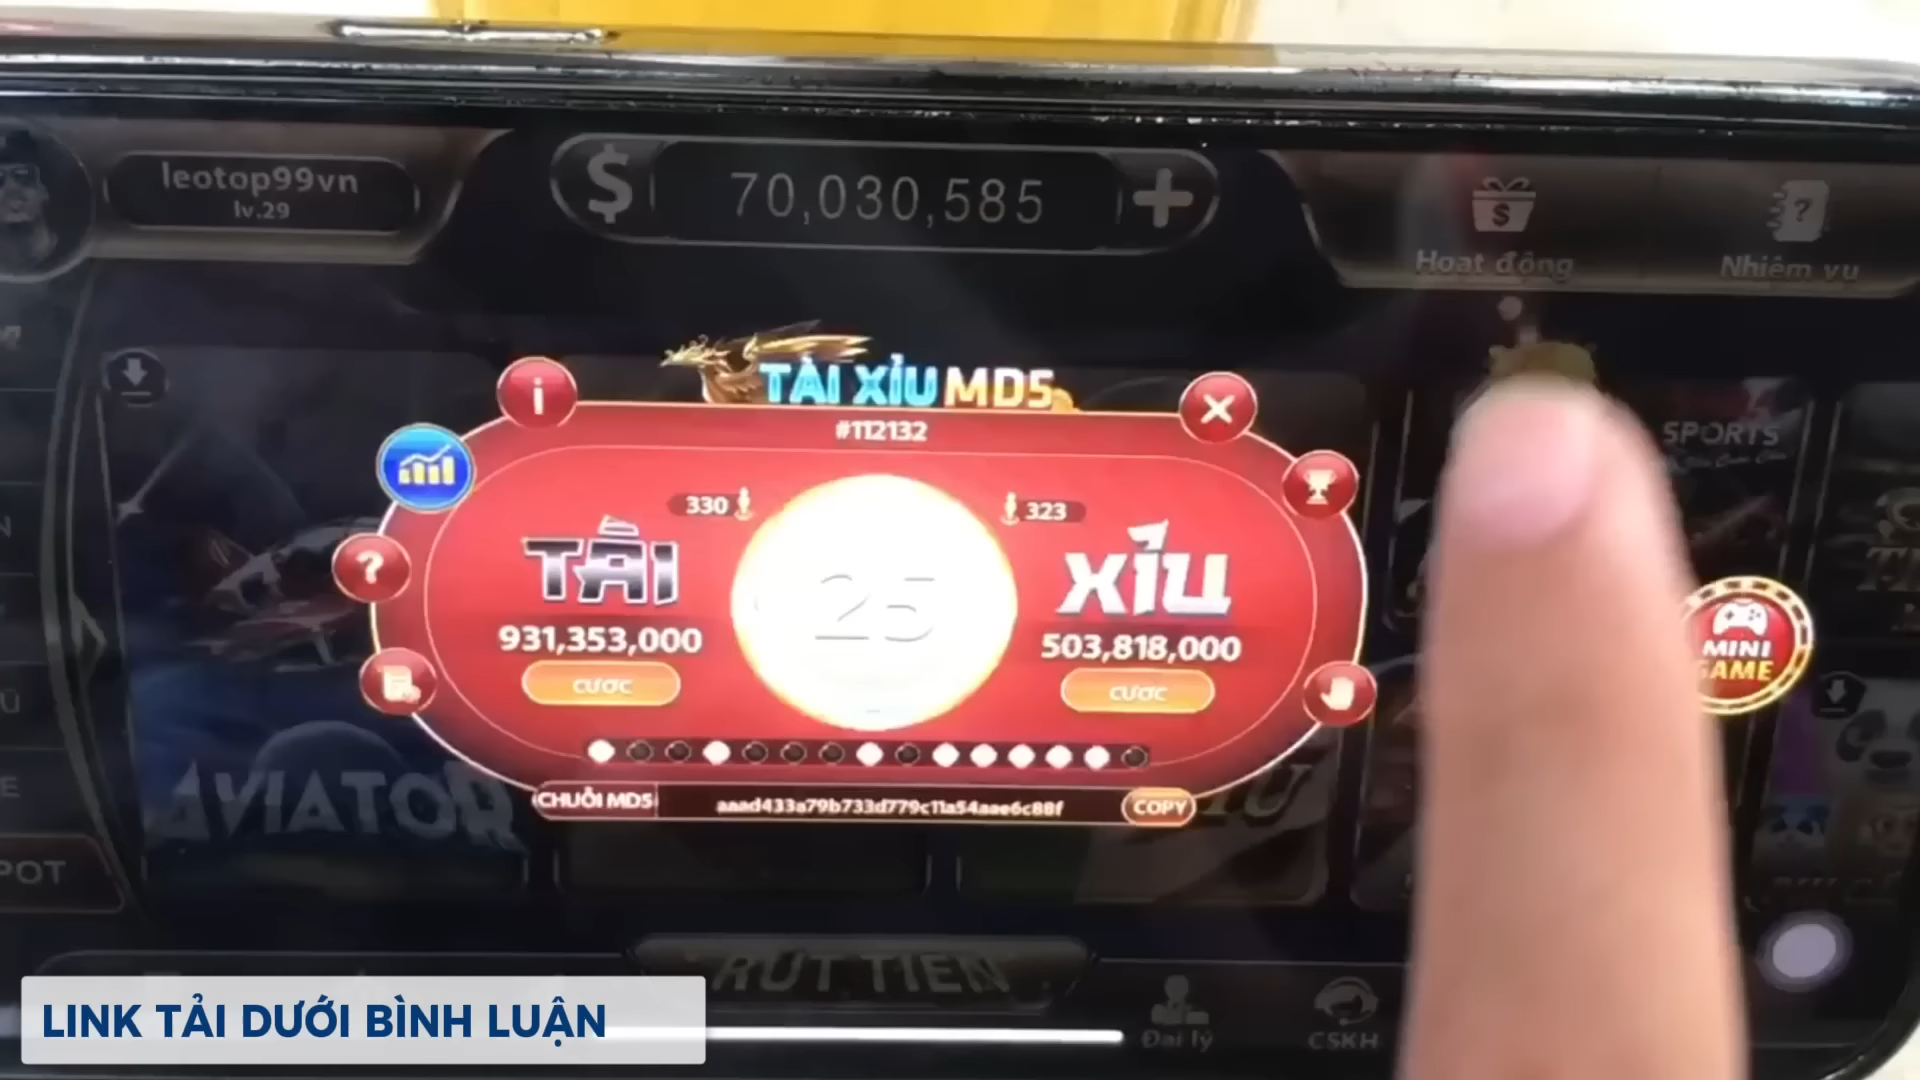 leotop99vn
lv.29
$ 70,030,585 +
Hoạt động
Nhiệm vụ
TÀI XỈU MD5
#112132
330
323
TÀI
XỈU
25
931,353,000
503,818,000
CƯỢC
CƯỢC
CHUỖI MD5
aaad433a79b733d779c11a54aae6c88f
COPY
SPORTS
MINI
GAME
AVIATOR
POT
RÚT TIỀN
Đại lý
CSKH
LINK TẢI DƯỚI BÌNH LUẬN